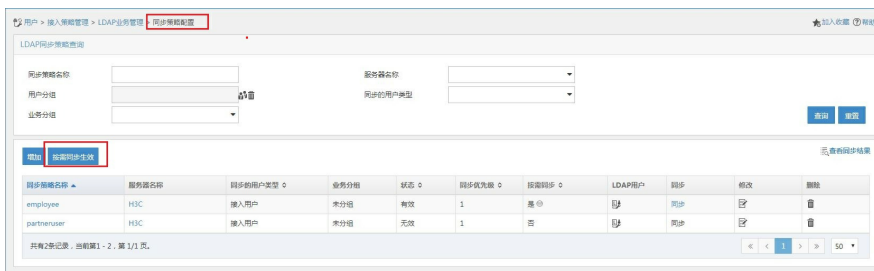 用户 > 接入策略管理 > LDAP业务管理 > 同步策略配置 加入收藏 帮助
LDAP同步策略查询
同步策略名称 服务器名称
用户分组 同步的用户类型
业务分组 查询 重置
增加 按需同步生效 查看同步结果
同步策略名称 服务器名称 同步的用户类型 业务分组 状态 同步优先级 按需同步 LDAP用户 同步 修改 删除
employee H3C 接入用户 未分组 有效 1 是 同步
partneruser H3C 接入用户 未分组 无效 1 否 同步
共有2条记录，当前第1 - 2，第 1/1 页。 « < 1 > » 50